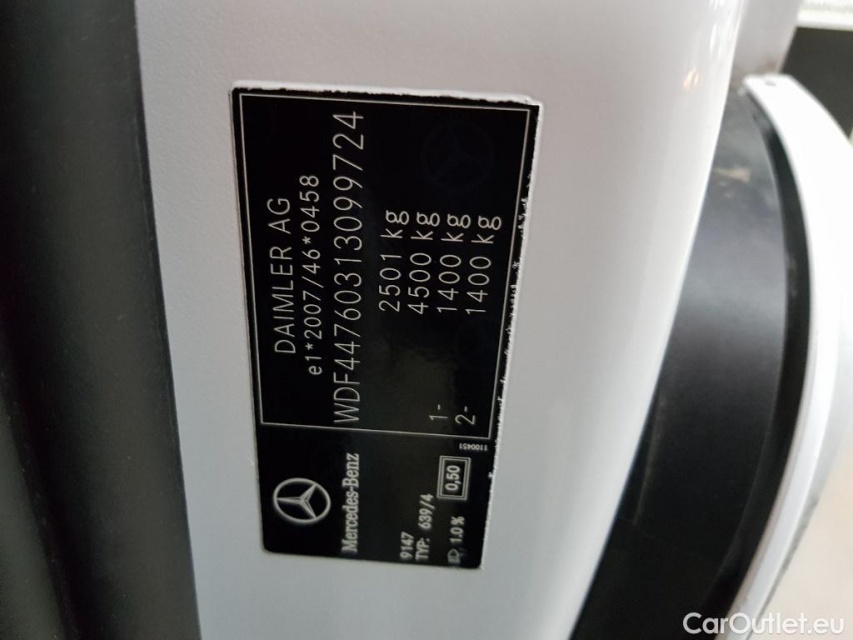 DAIMLER AG
e1*2007/46*0458
WDF44760313099724
2501 kg
4500 kg
1- 1400 kg
2- 1400 kg
1100451
Mercedes-Benz
9147
TYP: 639/4
0,50
1.0%
CarOutlet.eu